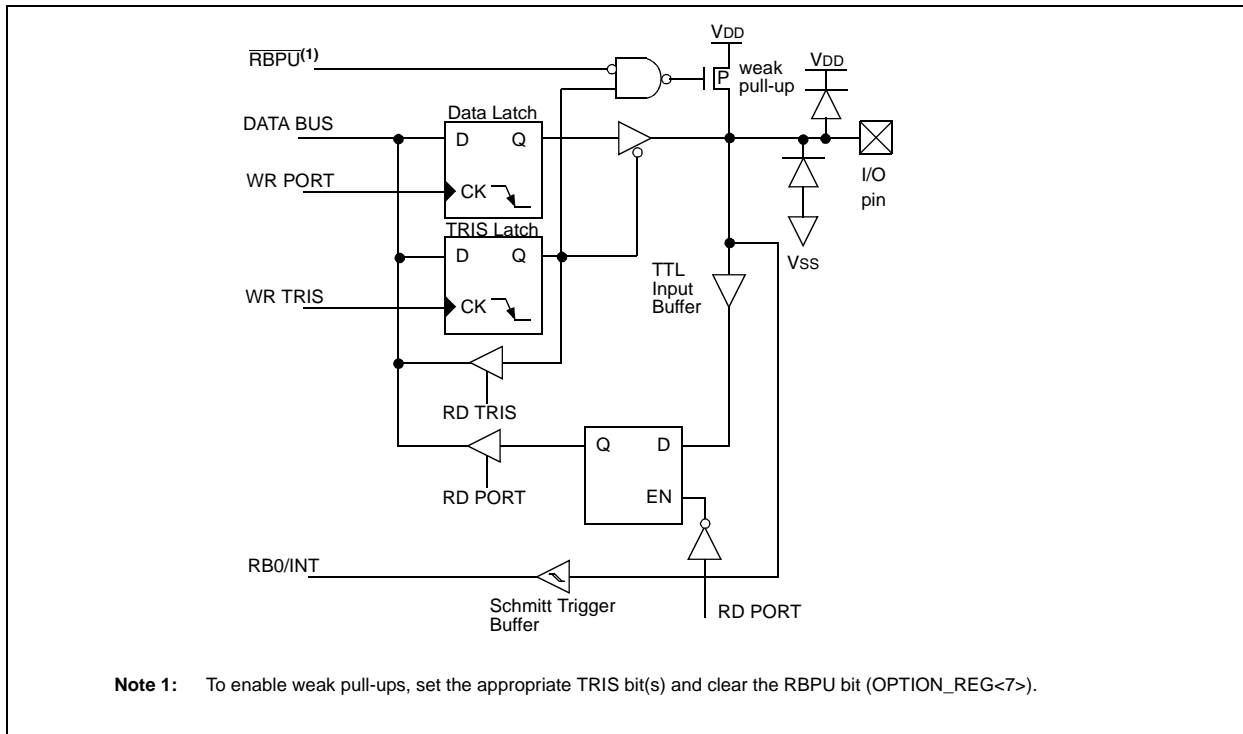 VDD
RBPU(1)
P
weak
pull-up
VDD
Data Latch
DATA BUS
D Q
WR PORT
CK
I/O
pin
TRIS Latch
D Q
VSS
TTL
Input
Buffer
WR TRIS
CK
RD TRIS
Q D
RD PORT
EN
RB0/INT
Schmitt Trigger
Buffer
RD PORT
Note 1: To enable weak pull-ups, set the appropriate TRIS bit(s) and clear the RBPU bit (OPTION_REG<7>).